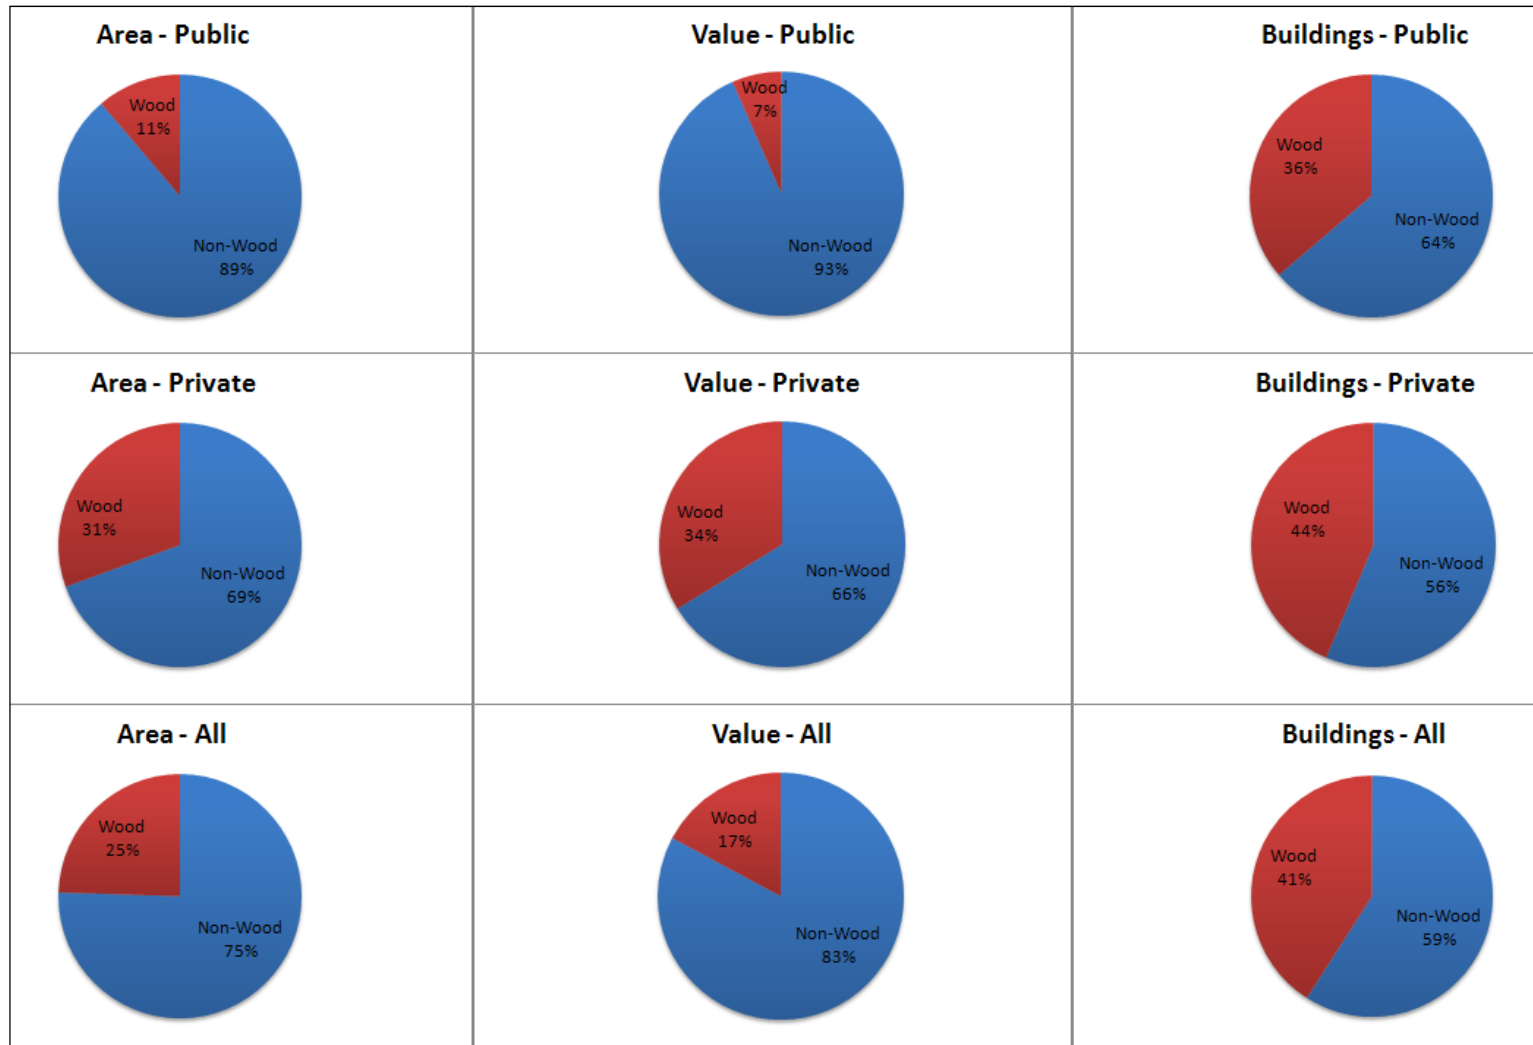 Area - Public
Wood
11%
Non-Wood
89%
Value - Public
Wood
7%
Non-Wood
93%
Buildings - Public
Wood
36%
Non-Wood
64%
Area - Private
Wood
31%
Non-Wood
69%
Value - Private
Wood
34%
Non-Wood
66%
Buildings - Private
Wood
44%
Non-Wood
56%
Area - All
Wood
25%
Non-Wood
75%
Value - All
Wood
17%
Non-Wood
83%
Buildings - All
Wood
41%
Non-Wood
59%